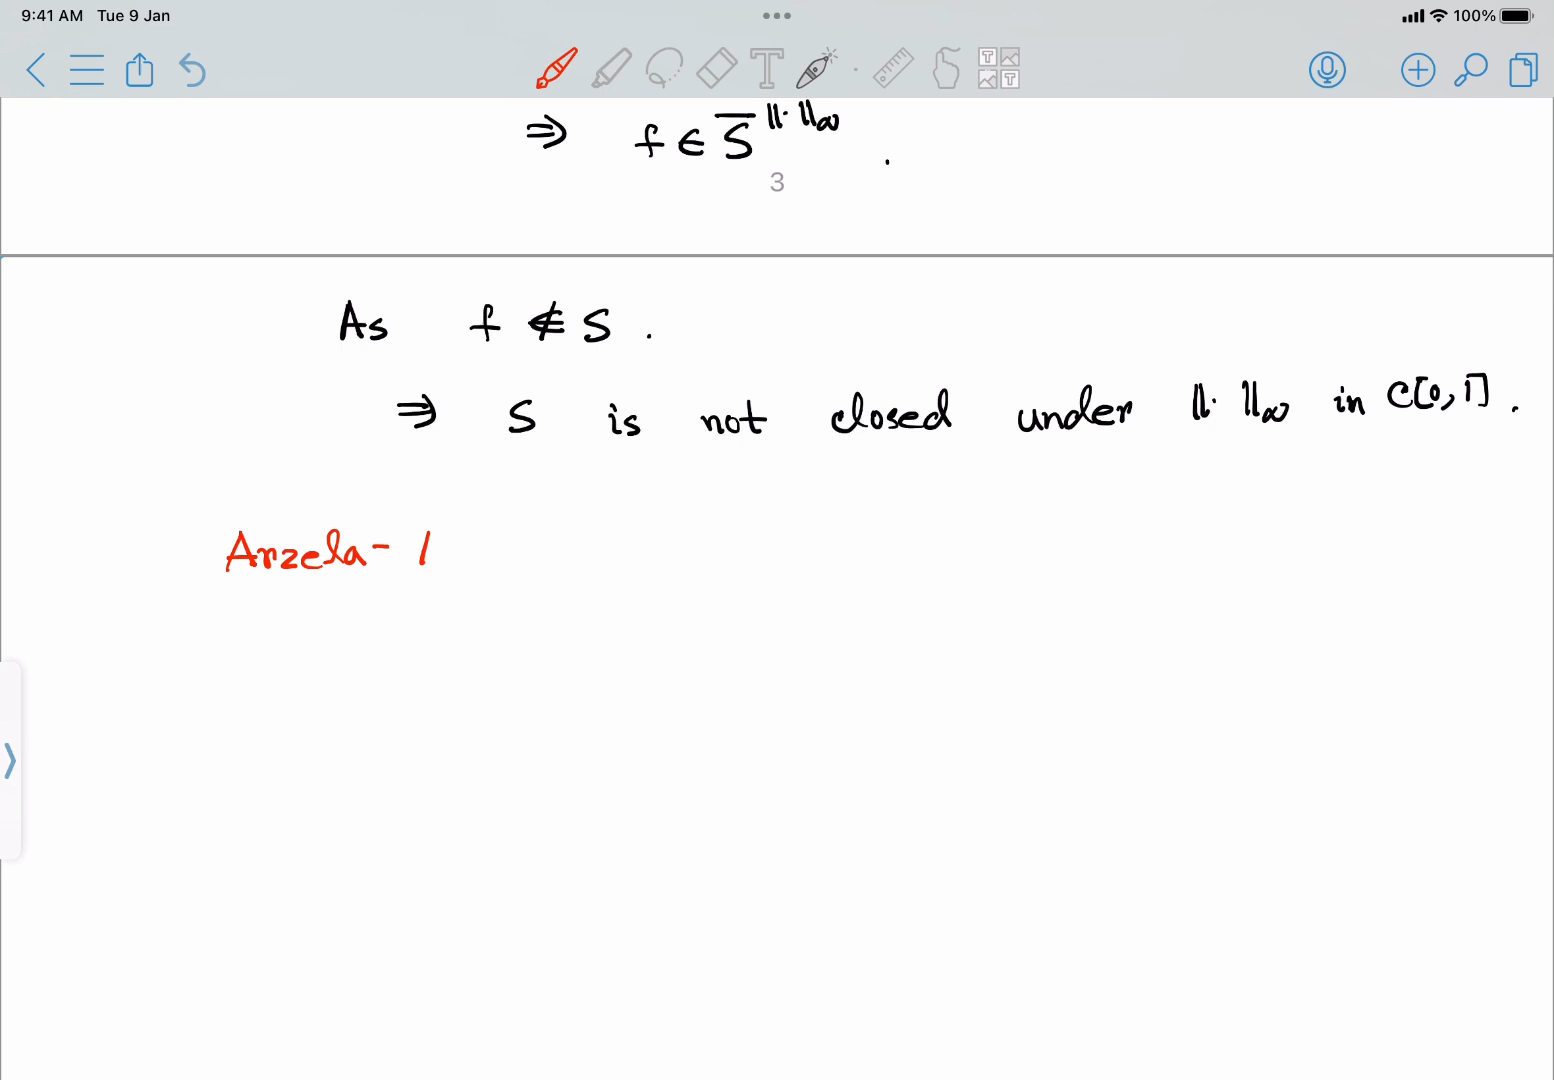 9:41 AM Tue 9 Jan
100%
⇒ f ∈ S̅ ‖·‖∞ .
3
As f ∉ S .
⇒ S is not closed under ‖·‖∞ in C[0,1] .
Arzela-